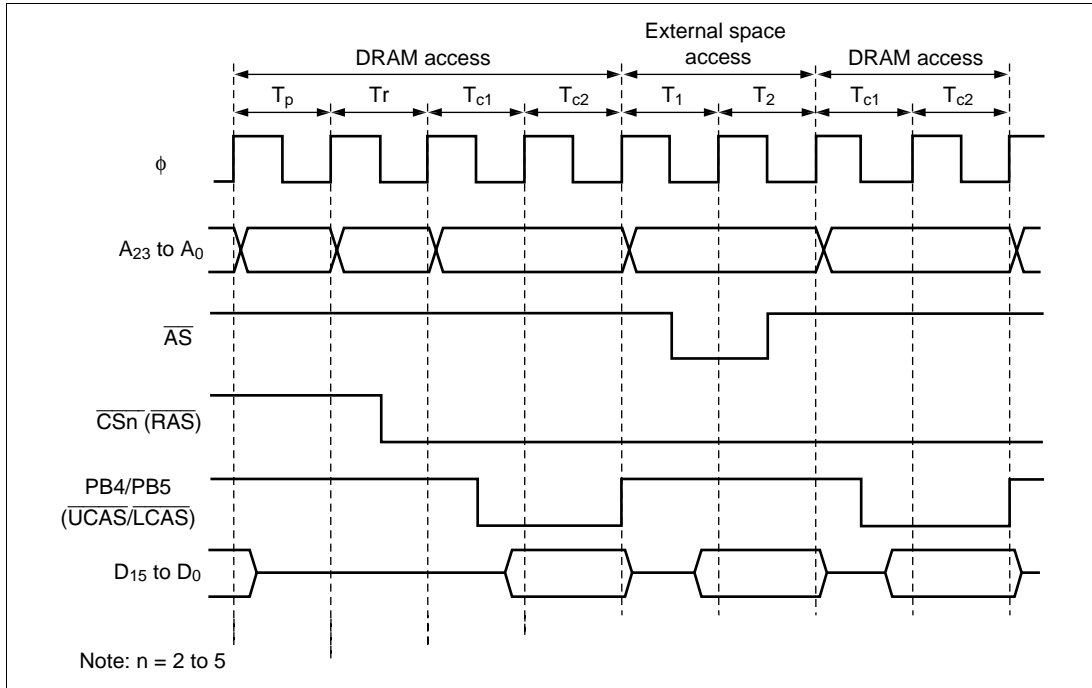 External space
DRAM access access DRAM access
Tp Tr Tc1 Tc2 T1 T2 Tc1 Tc2
φ
A23 to A0
AS
CSn (RAS)
PB4/PB5
(UCAS/LCAS)
D15 to D0
Note: n = 2 to 5